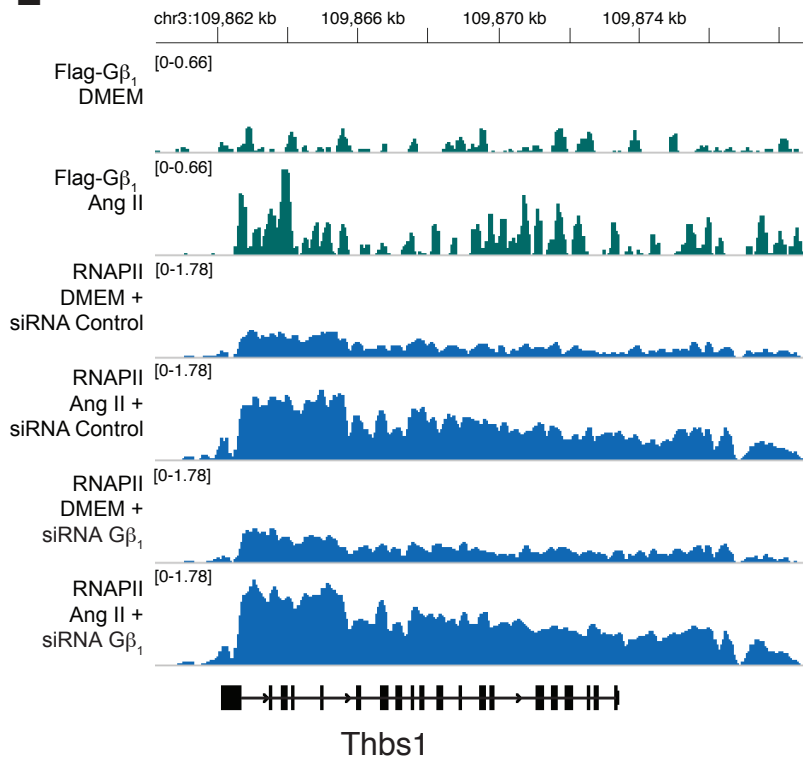 chr3:109,862 kb 109,866 kb 109,870 kb 109,874 kb
[0-0.66]
Flag-Gβ₁
DMEM
[0-0.66]
Flag-Gβ₁
Ang II
[0-1.78]
RNAPII
DMEM +
siRNA Control
[0-1.78]
RNAPII
Ang II +
siRNA Control
[0-1.78]
RNAPII
DMEM +
siRNA Gβ₁
[0-1.78]
RNAPII
Ang II +
siRNA Gβ₁
Thbs1